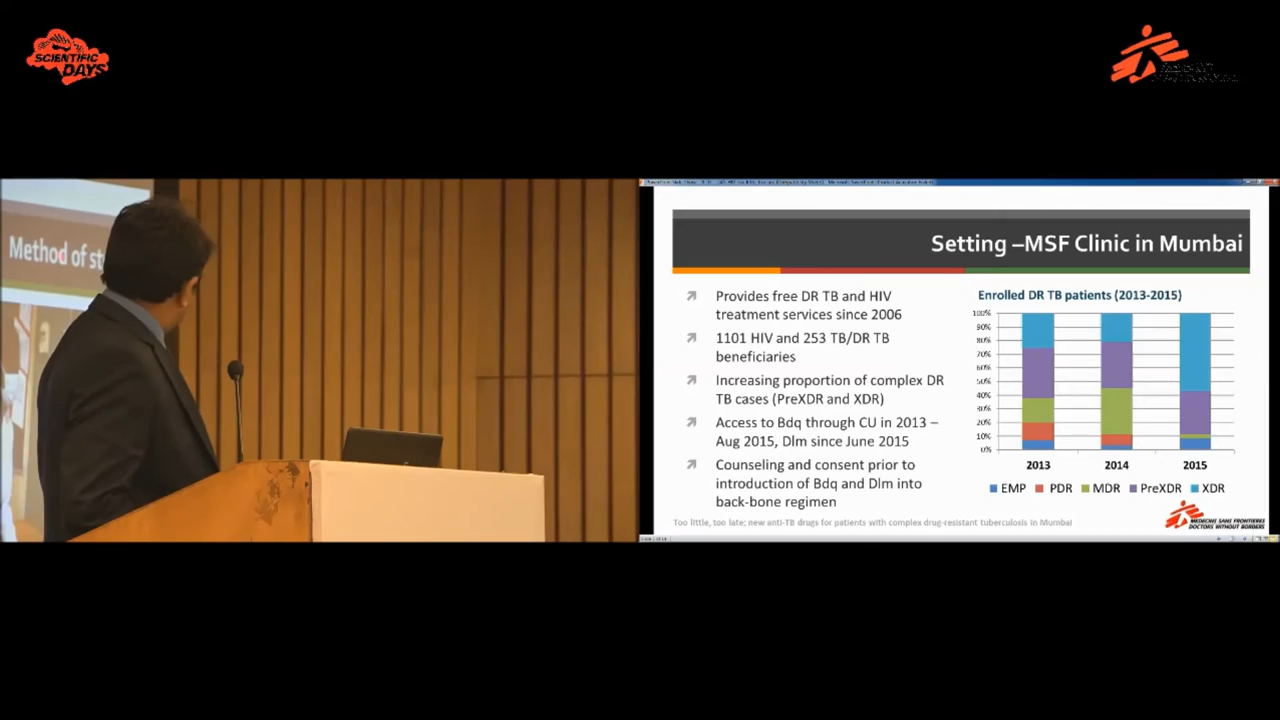 SCIENTIFIC
DAYS
Method of st
Setting –MSF Clinic in Mumbai
Provides free DR TB and HIV
treatment services since 2006
1101 HIV and 253 TB/DR TB
beneficiaries
Increasing proportion of complex DR
TB cases (PreXDR and XDR)
Access to Bdq through CU in 2013 –
Aug 2015, Dlm since June 2015
Counseling and consent prior to
introduction of Bdq and Dlm into
back-bone regimen
Enrolled DR TB patients (2013-2015)
100%
90%
80%
70%
60%
50%
40%
30%
20%
10%
0%
2013 2014 2015
EMP PDR MDR PreXDR XDR
Too little, too late; new anti-TB drugs for patients with complex drug-resistant tuberculosis in Mumbai
MEDECINS SANS FRONTIERES
DOCTORS WITHOUT BORDERS